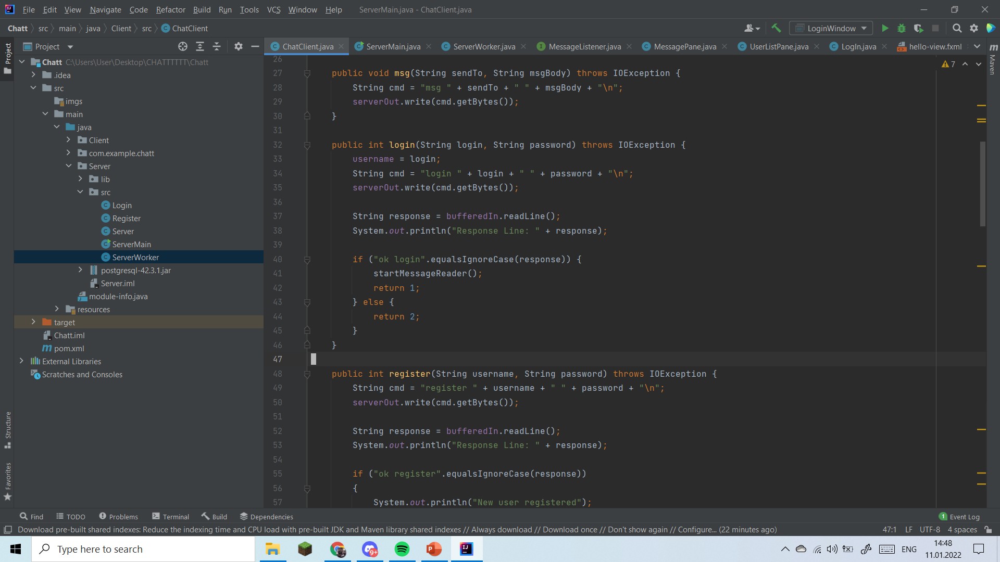 File Edit View Navigate Code Refactor Build Run Tools VCS Window Help ServerMain.java - ChatClient.java
Chatt src main java Client src ChatClient
LoginWindow
Project
ChatClient.java ServerMain.java ServerWorker.java MessageListener.java MessagePane.java UserListPane.java LogIn.java hello-view.fxml
Project
Maven
Structure
Favorites
Chatt C:\Users\User\Desktop\CHATTTTTT\Chatt
.idea
src
imgs
main
java
Client
com.example.chatt
Server
lib
src
Login
Register
Server
ServerMain
ServerWorker
postgresql-42.3.1.jar
Server.iml
module-info.java
resources
target
Chatt.iml
pom.xml
External Libraries
Scratches and Consoles
7
26
27 public void msg(String sendTo, String msgBody) throws IOException {
28 String cmd = "msg " + sendTo + " " + msgBody + "\n";
29 serverOut.write(cmd.getBytes());
30 }
31
32 public int login(String login, String password) throws IOException {
33 username = login;
34 String cmd = "login " + login + " " + password + "\n";
35 serverOut.write(cmd.getBytes());
36
37 String response = bufferedIn.readLine();
38 System.out.println("Response Line: " + response);
39
40 if ("ok login".equalsIgnoreCase(response)) {
41 startMessageReader();
42 return 1;
43 } else {
44 return 2;
45 }
46 }
47
48 public int register(String username, String password) throws IOException {
49 String cmd = "register " + username + " " + password + "\n";
50 serverOut.write(cmd.getBytes());
51
52 String response = bufferedIn.readLine();
53 System.out.println("Response Line: " + response);
54
55 if ("ok register".equalsIgnoreCase(response))
56 {
57 System.out.println("New user registered");
Find TODO Problems Terminal Build Dependencies 1 Event Log
Download pre-built shared indexes: Reduce the indexing time and CPU load with pre-built JDK and Maven library shared indexes // Always download // Download once // Don't show again // Configure... (22 minutes ago) 47:1 LF UTF-8 4 spaces
Type here to search
9+
ENG
14:48
11.01.2022